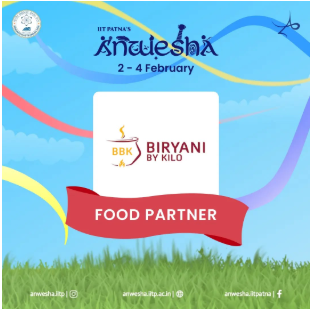 IIT PATNA'S
ANWESHA
2 - 4 February
BBK
BIRYANI
BY KILO
FOOD PARTNER
anwesha.iitp |
anwesha.iitp.ac.in |
anwesha.iitpatna |